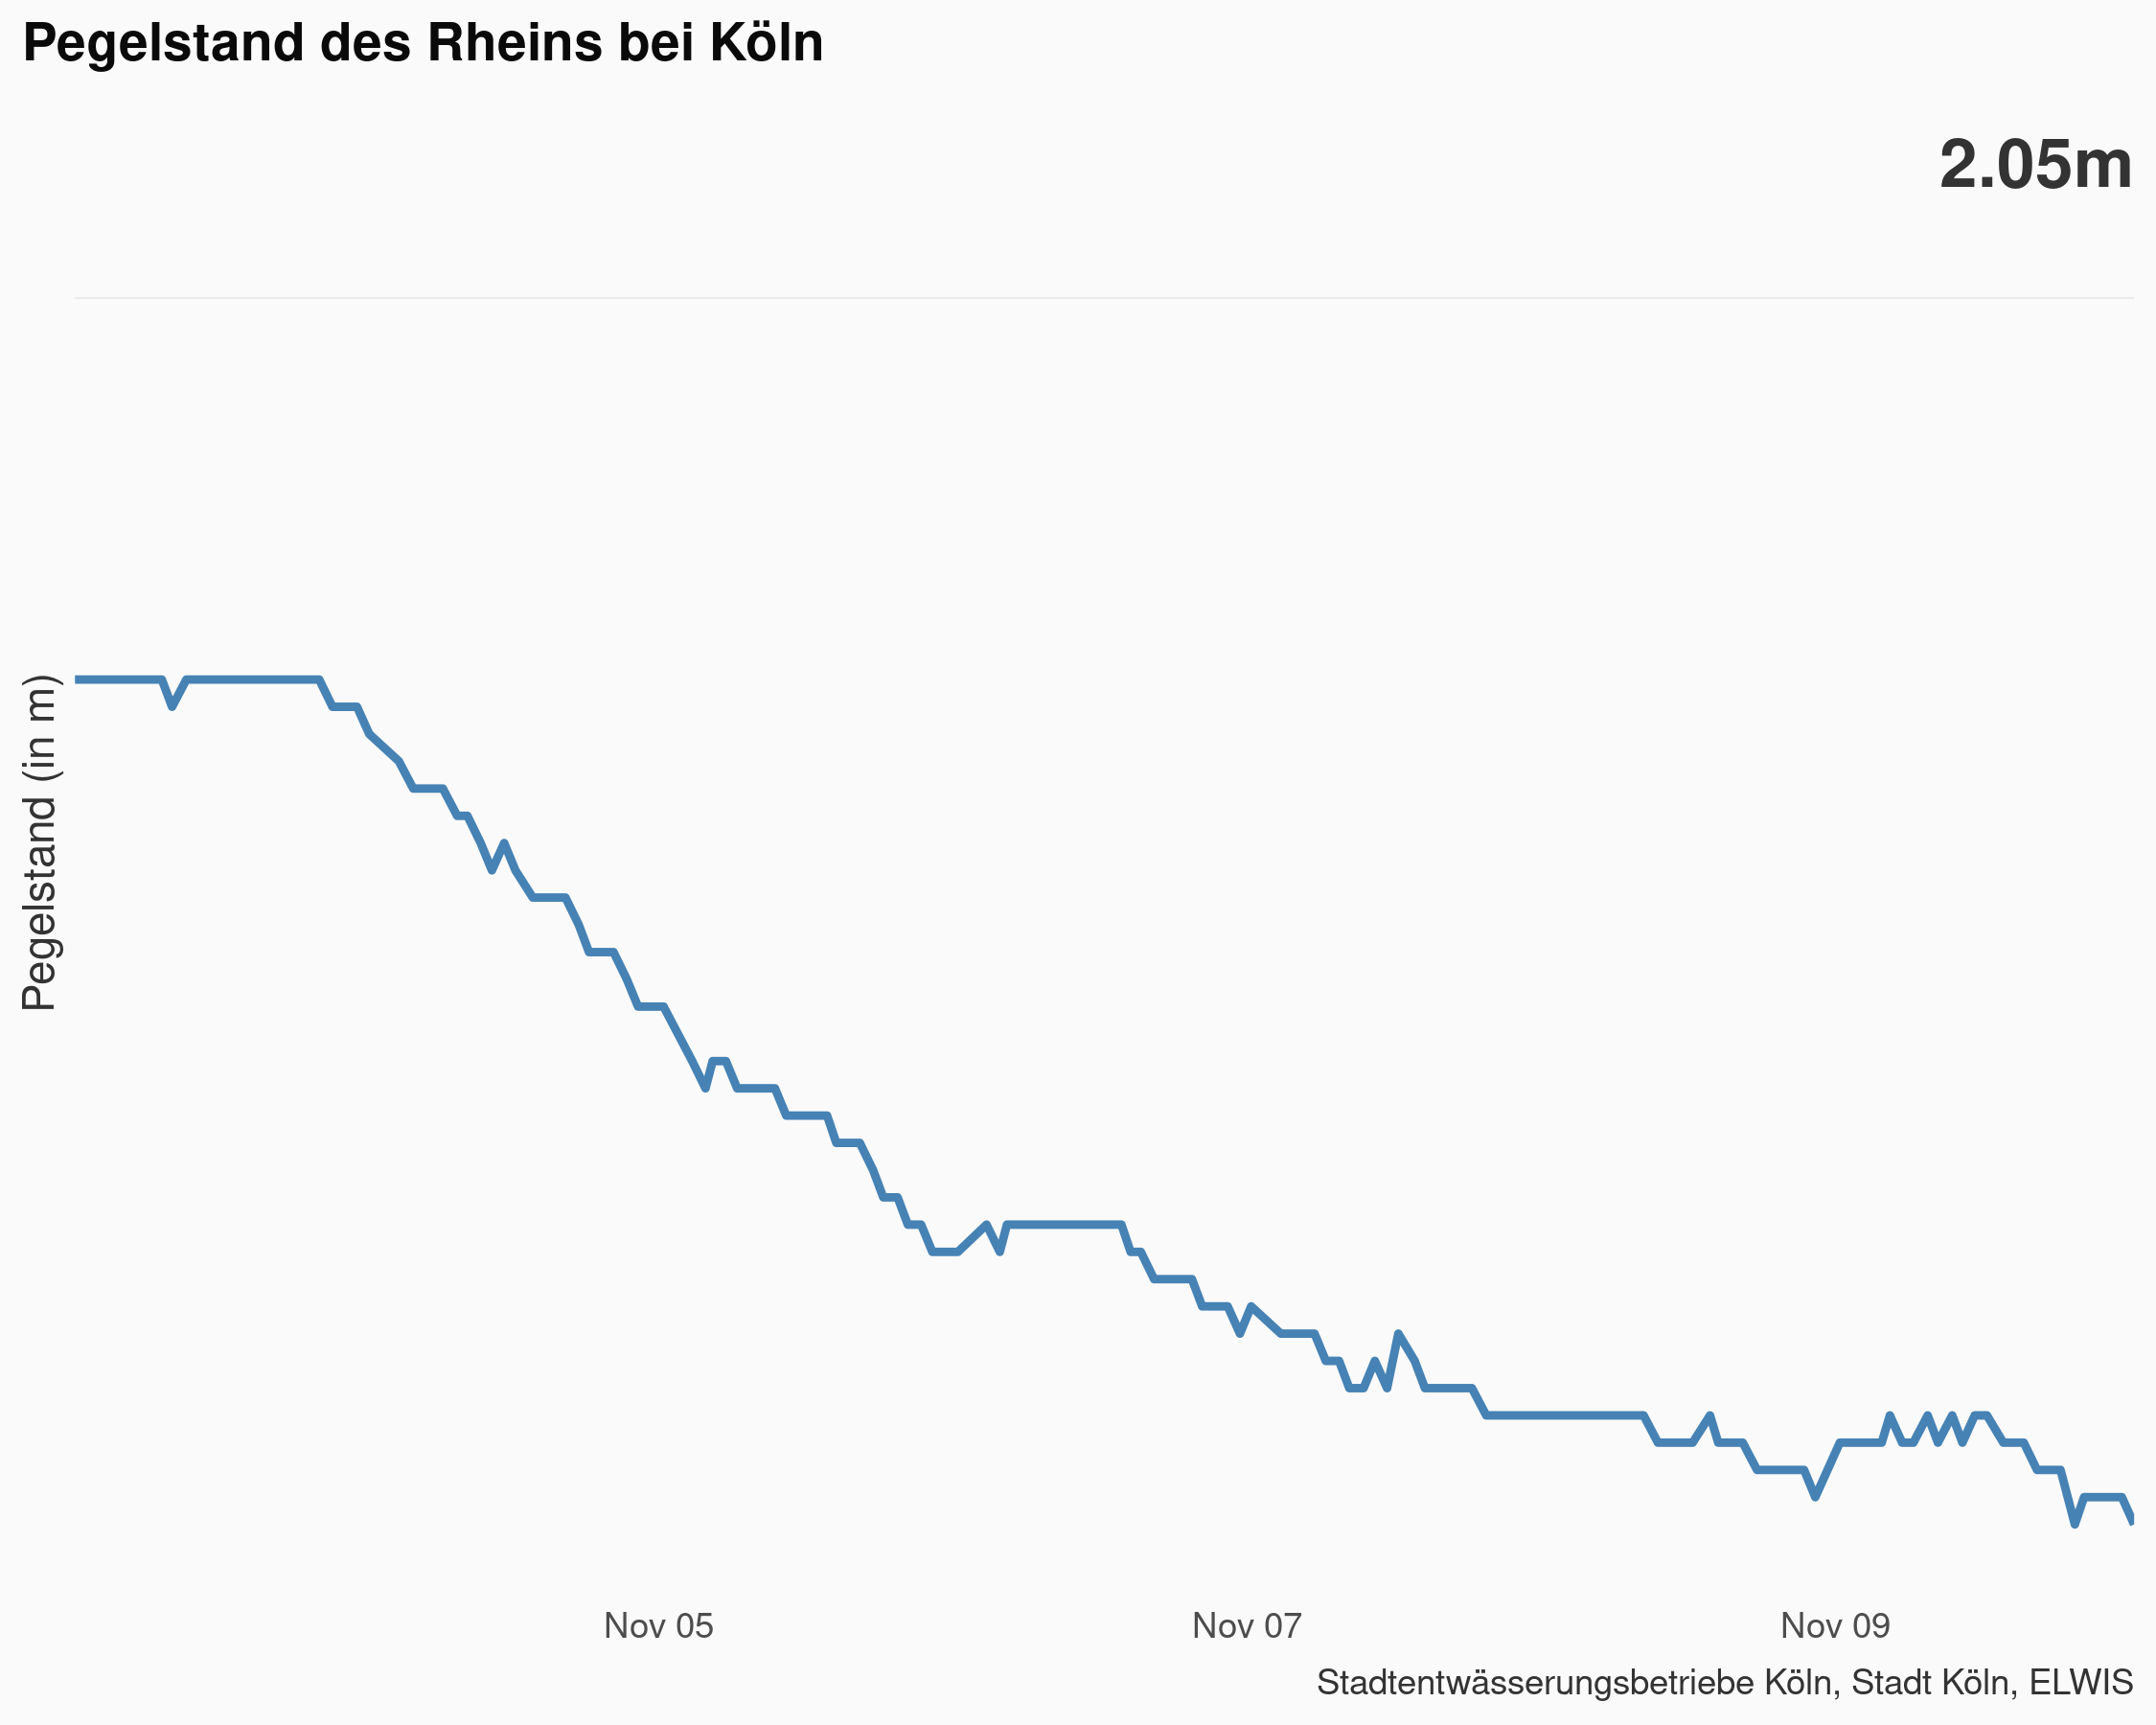 Pegelstand des Rheins bei Köln
2.05m
Pegelstand (in m)
Nov 05
Nov 07
Nov 09
Stadtentwässerungsbetriebe Köln, Stadt Köln, ELWIS